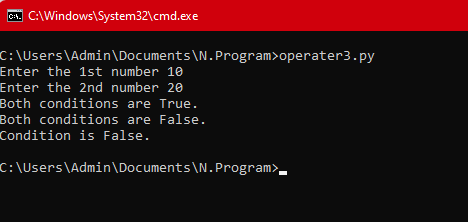 C:\Windows\System32\cmd.exe
C:\Users\Admin\Documents\N.Program>operater3.py
Enter the 1st number 10
Enter the 2nd number 20
Both conditions are True.
Both conditions are False.
Condition is False.
C:\Users\Admin\Documents\N.Program>